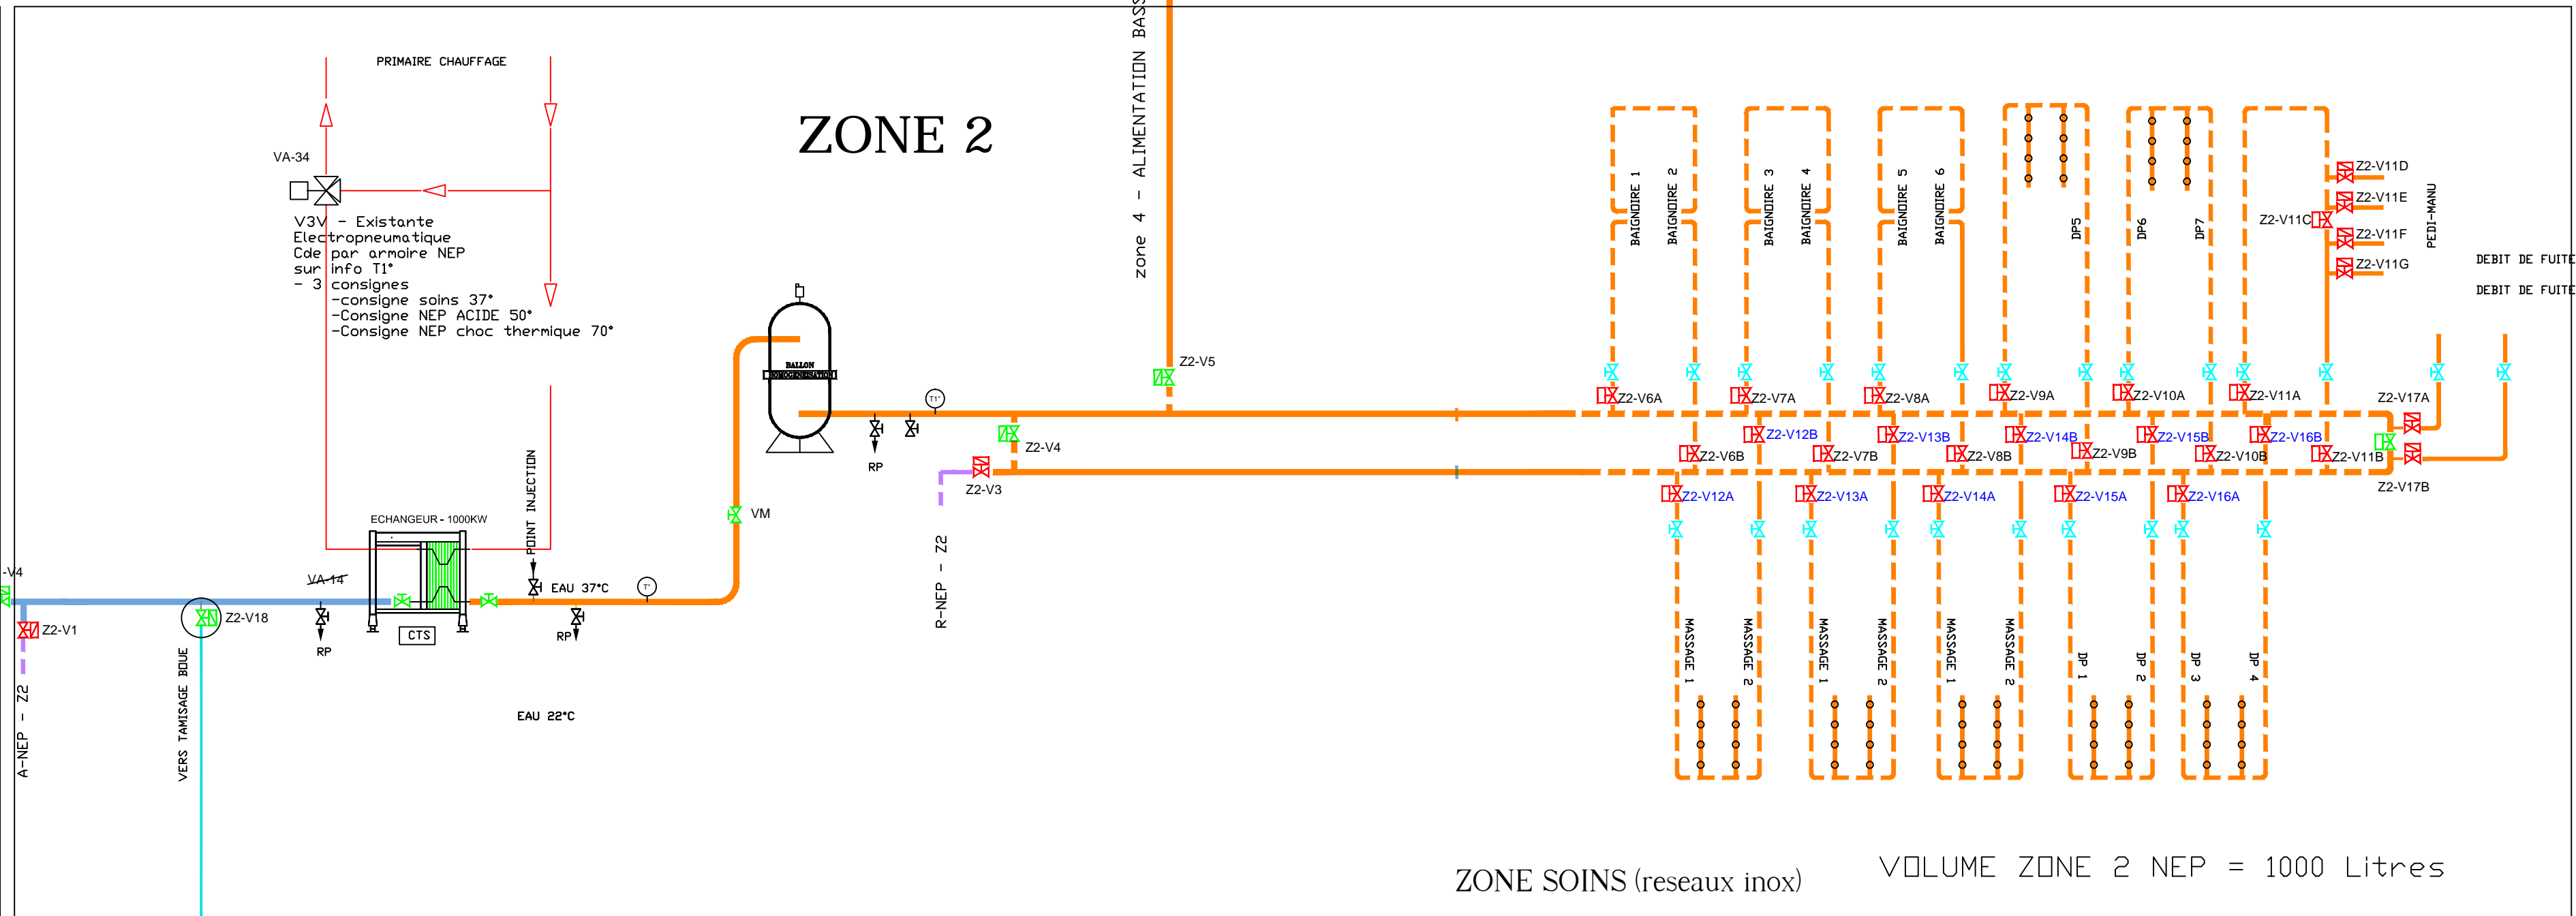 PRIMAIRE CHAUFFAGE
ZONE 2
zone 4 - ALIMENTATION BASS
VA-34
V3V - Existante
Electropneumatique
Cde par armoire NEP
sur info T1°
- 3 consignes
-consigne soins 37°
-Consigne NEP ACIDE 50°
-Consigne NEP choc thermique 70°
BALLON
HOMOGENEISATION
T1°
RP
Z2-V5
Z2-V4
Z2-V3
R-NEP - Z2
VM
POINT INJECTION
ECHANGEUR - 1000KW
EAU 37°C
T°
RP
CTS
VA-14
RP
-V4
Z2-V1
A-NEP - Z2
Z2-V18
VERS TAMISAGE BOUE
EAU 22°C
BAIGNOIRE 1
BAIGNOIRE 2
BAIGNOIRE 3
BAIGNOIRE 4
BAIGNOIRE 5
BAIGNOIRE 6
DP5
DP6
DP7
Z2-V11D
Z2-V11E
Z2-V11C
Z2-V11F
Z2-V11G
PEDI-MANU
DEBIT DE FUITE
DEBIT DE FUITE
Z2-V6A
Z2-V7A
Z2-V8A
Z2-V9A
Z2-V10A
Z2-V11A
Z2-V17A
Z2-V12B
Z2-V13B
Z2-V14B
Z2-V15B
Z2-V16B
Z2-V6B
Z2-V7B
Z2-V8B
Z2-V9B
Z2-V10B
Z2-V11B
Z2-V17B
Z2-V12A
Z2-V13A
Z2-V14A
Z2-V15A
Z2-V16A
MASSAGE 1
MASSAGE 2
MASSAGE 1
MASSAGE 2
MASSAGE 1
MASSAGE 2
DP 1
DP 2
DP 3
DP 4
ZONE SOINS (reseaux inox)
VOLUME ZONE 2 NEP = 1000 Litres